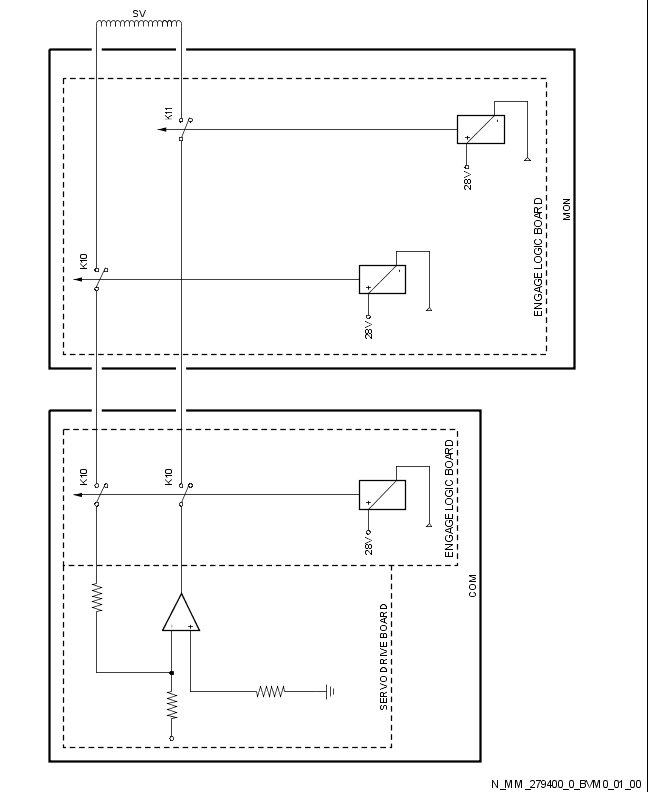 SV
K11
28V
ENGAGE LOGIC BOARD
MON
K10
28V
K10
K10
28V
ENGAGE LOGIC BOARD
COM
SERVO DRIVE BOARD
N_MM_279400_0_BVM0_01_00